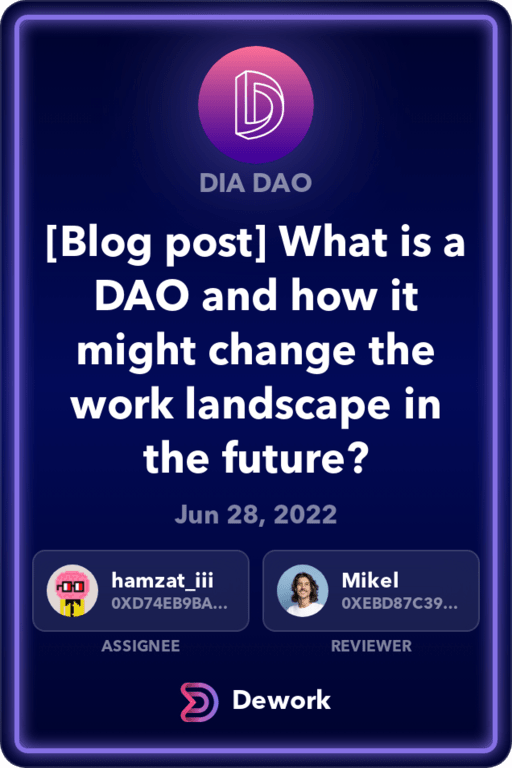 DIA DAO
[Blog post] What is a
DAO and how it
might change the
work landscape in
the future?
Jun 28, 2022
hamzat_iii
0XD74EB9BA...
ASSIGNEE
Mikel
0XEBD87C39...
REVIEWER
Dework